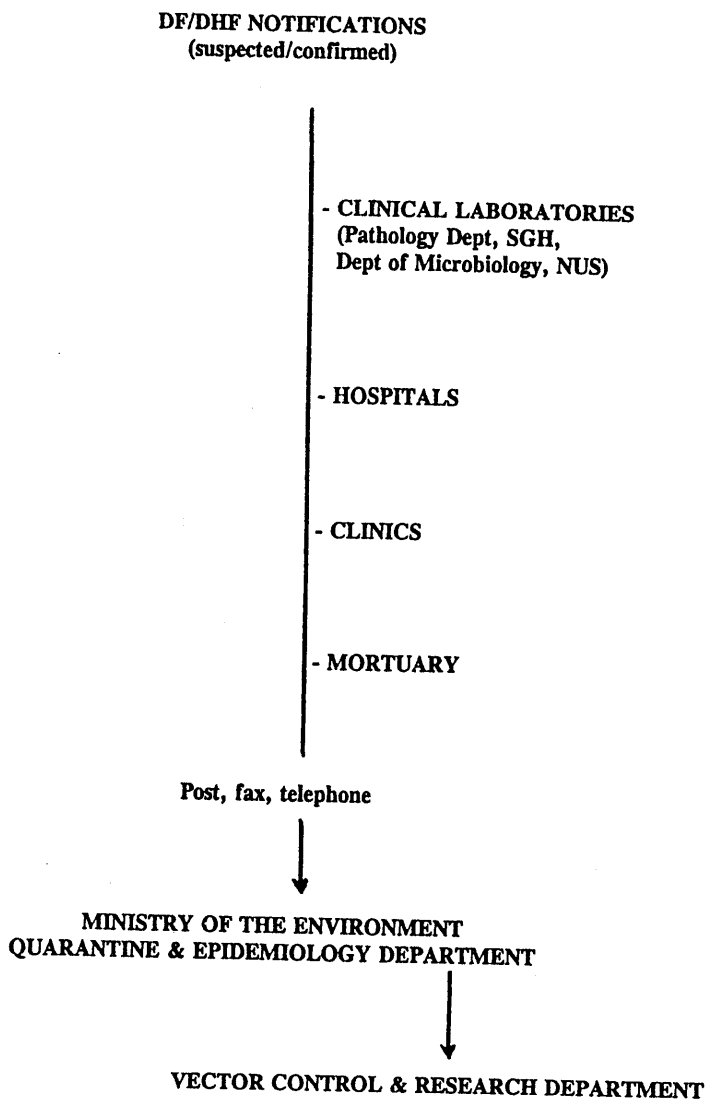 DF/DHF NOTIFICATIONS
(suspected/confirmed)
- CLINICAL LABORATORIES
(Pathology Dept, SGH,
Dept of Microbiology, NUS)
- HOSPITALS
- CLINICS
- MORTUARY
Post, fax, telephone
MINISTRY OF THE ENVIRONMENT
QUARANTINE & EPIDEMIOLOGY DEPARTMENT
VECTOR CONTROL & RESEARCH DEPARTMENT